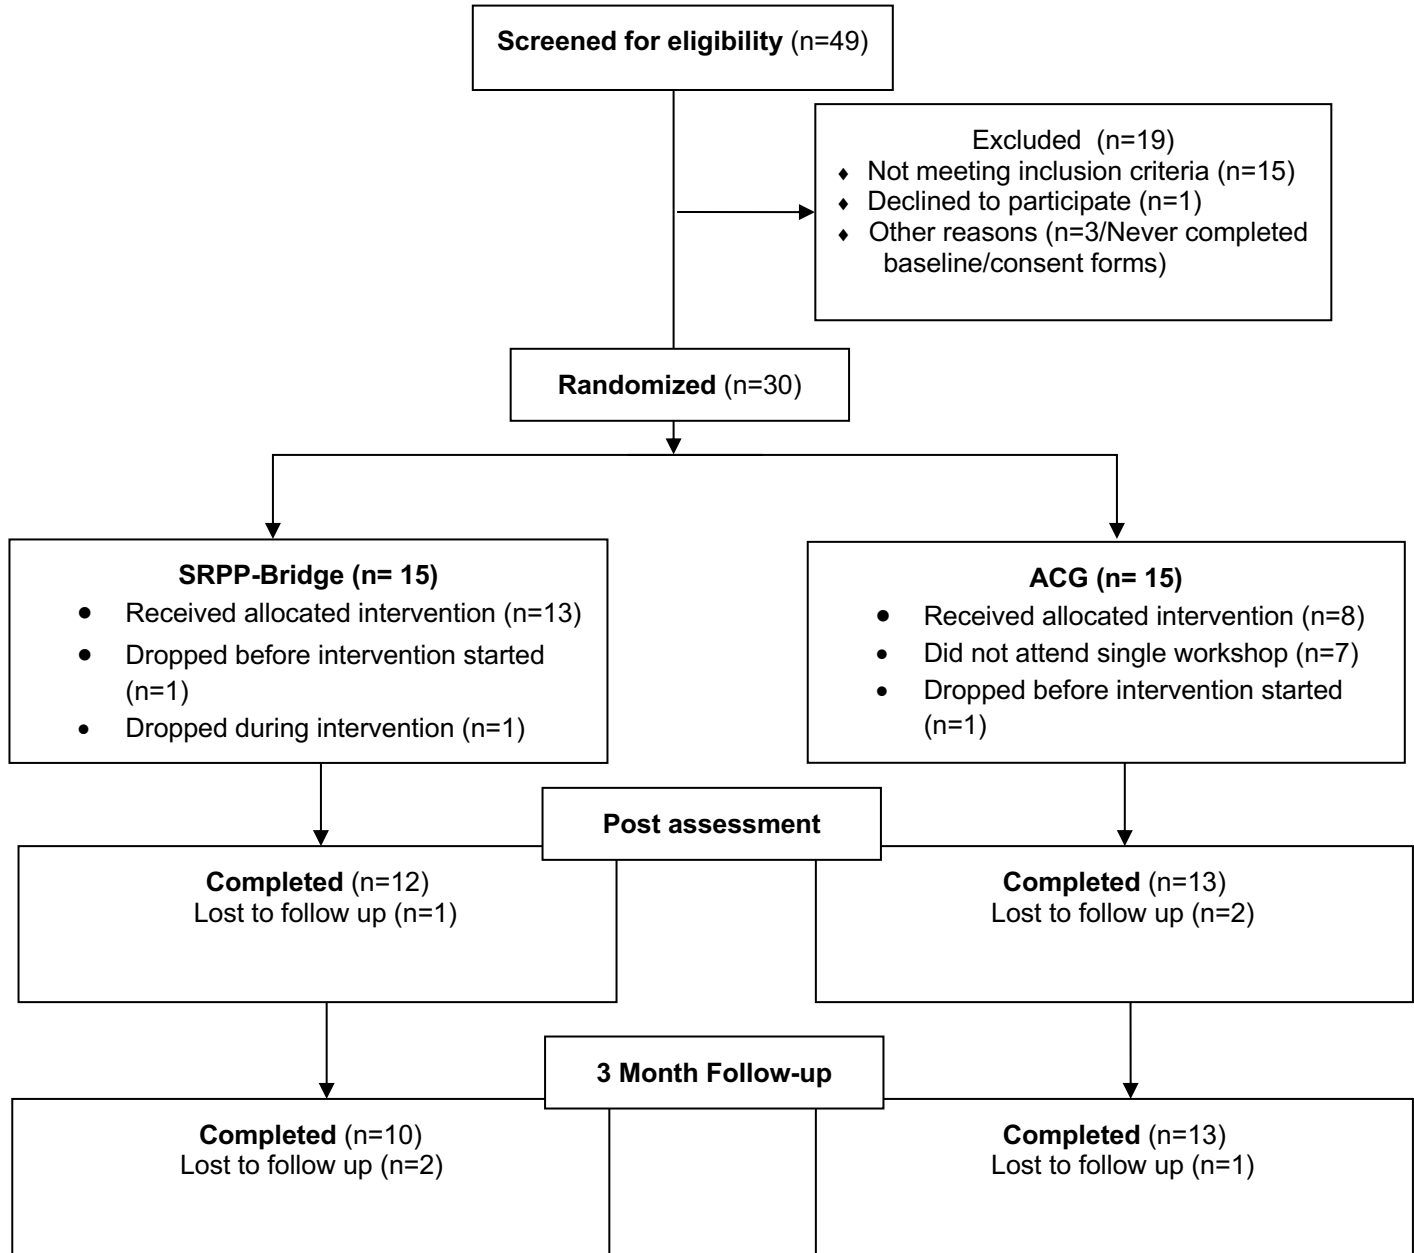 Screened for eligibility (n=49)
Excluded  (n=19)
♦ Not meeting inclusion criteria (n=15)
♦ Declined to participate (n=1)
♦ Other reasons (n=3/Never completed
baseline/consent forms)
Randomized (n=30)
SRPP-Bridge (n= 15)
● Received allocated intervention (n=13)
● Dropped before intervention started
(n=1)
● Dropped during intervention (n=1)
ACG (n= 15)
● Received allocated intervention (n=8)
● Did not attend single workshop (n=7)
● Dropped before intervention started
(n=1)
Post assessment
Completed (n=12)
Lost to follow up (n=1)
Completed (n=13)
Lost to follow up (n=2)
3 Month Follow-up
Completed (n=10)
Lost to follow up (n=2)
Completed (n=13)
Lost to follow up (n=1)